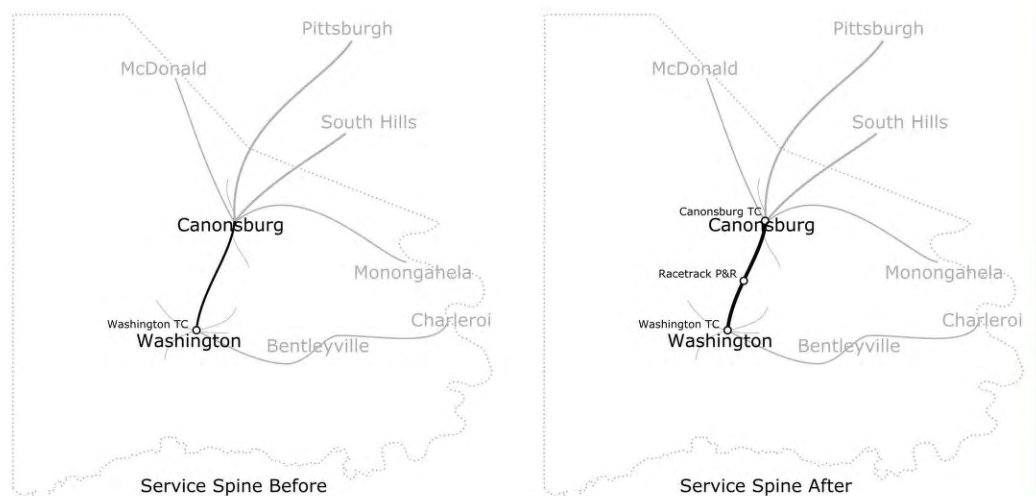 Pittsburgh
McDonald
South Hills
Canonsburg
Monongahela
Charleroi
Washington TC
Washington
Bentleyville
Service Spine Before
Pittsburgh
McDonald
South Hills
Canonsburg TC
Canonsburg
Racetrack P&R
Monongahela
Charleroi
Washington TC
Washington
Bentleyville
Service Spine After